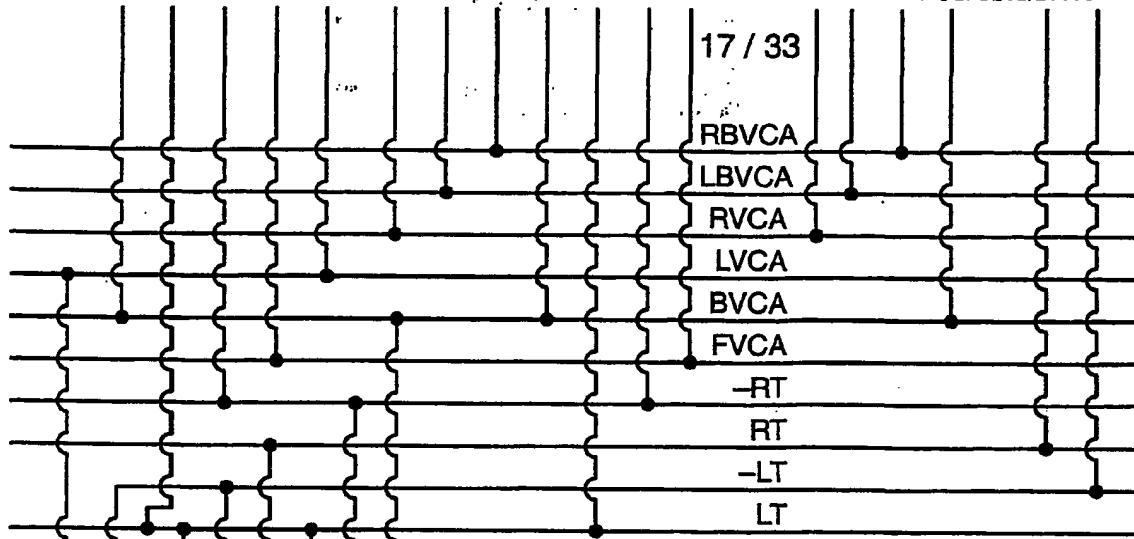 17 / 33
RBVCA
LBVCA
RVCA
LVCA
BVCA
FVCA
–RT
RT
–LT
LT